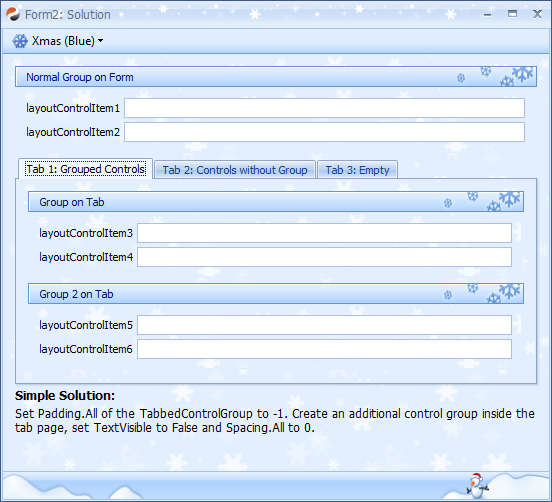 Form2: Solution
Xmas (Blue)
Normal Group on Form
layoutControlItem1
layoutControlItem2
Tab 1: Grouped Controls Tab 2: Controls without Group Tab 3: Empty
Group on Tab
layoutControlItem3
layoutControlItem4
Group 2 on Tab
layoutControlItem5
layoutControlItem6
Simple Solution:
Set Padding.All of the TabbedControlGroup to -1. Create an additional control group inside the
tab page, set TextVisible to False and Spacing.All to 0.